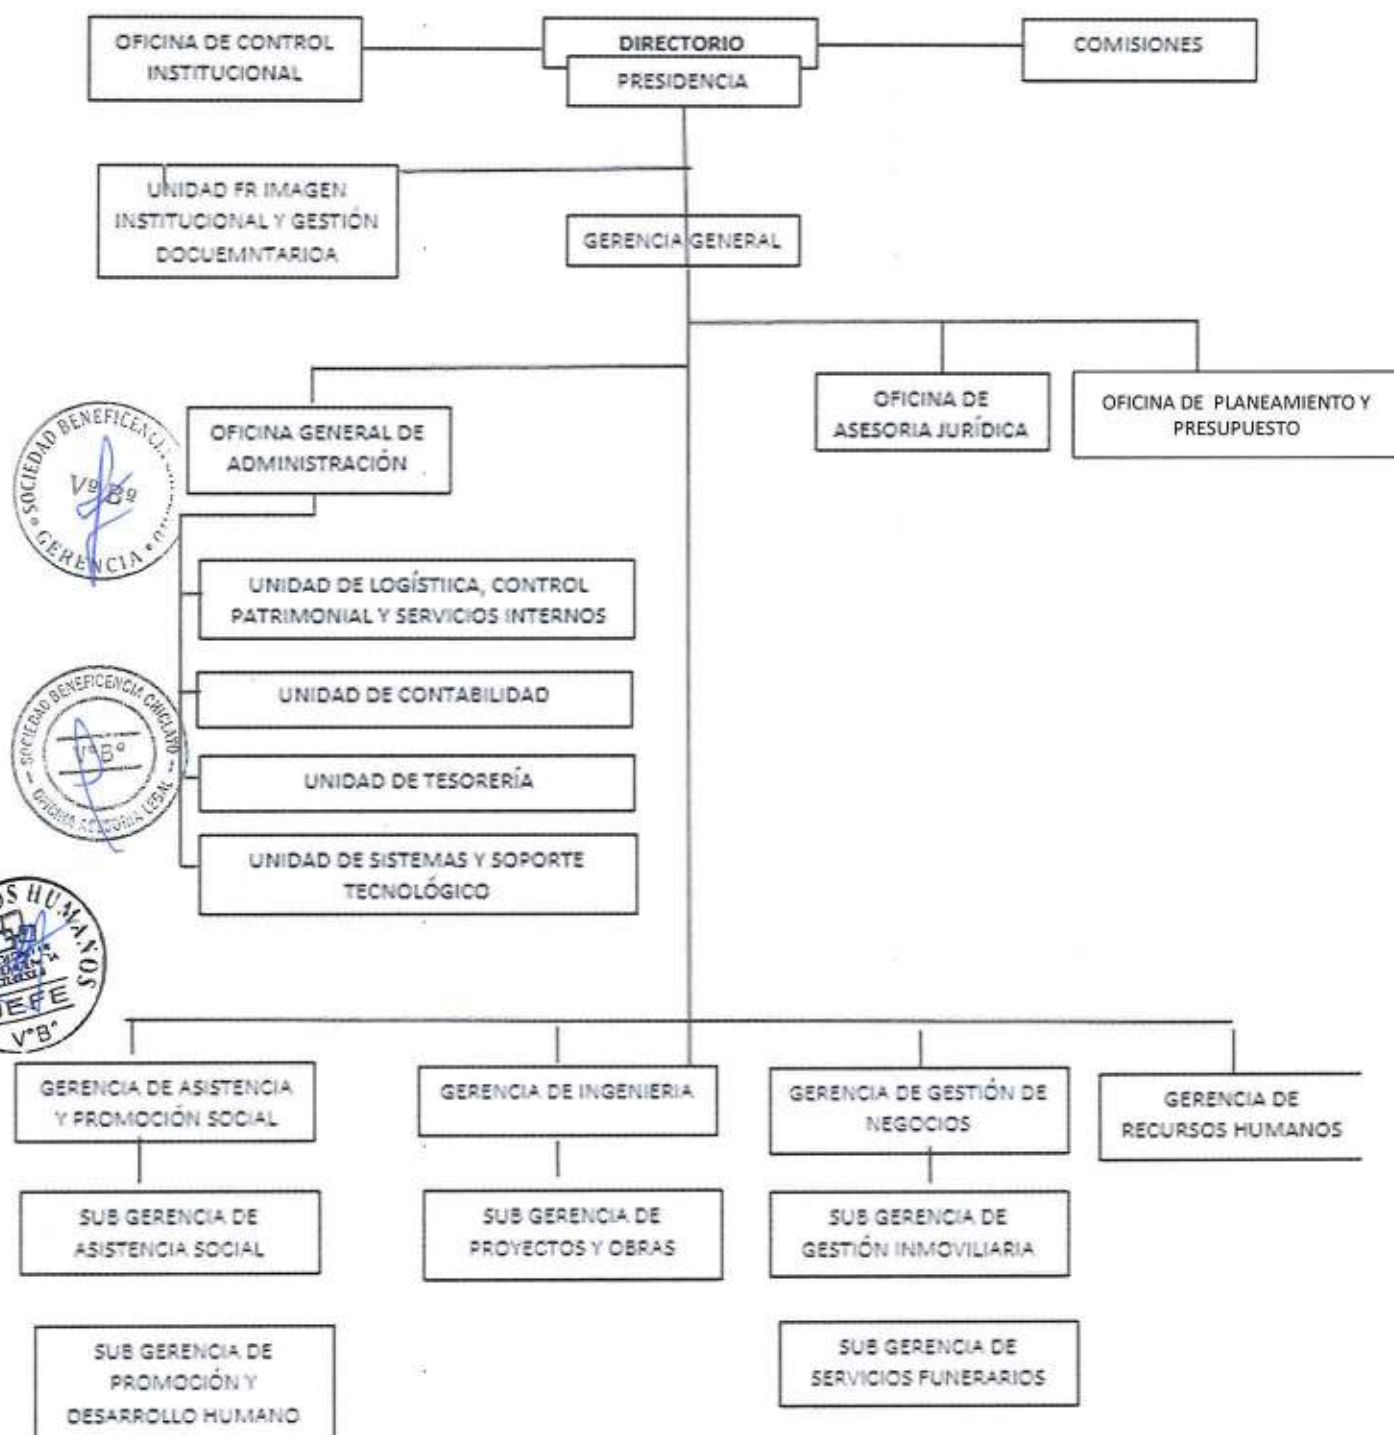 OFICINA DE CONTROL
INSTITUCIONAL
DIRECTORIO
PRESIDENCIA
COMISIONES
UNIDAD FR IMAGEN
INSTITUCIONAL Y GESTIÓN
DOCUEMNTARIOA
GERENCIA GENERAL
OFICINA DE
ASESORIA JURÍDICA
OFICINA DE PLANEAMIENTO Y
PRESUPUESTO
OFICINA GENERAL DE
ADMINISTRACIÓN
SOCIEDAD BENEFICENCIA
Vº Bº
GERENCIA
UNIDAD DE LOGÍSTIICA, CONTROL
PATRIMONIAL Y SERVICIOS INTERNOS
UNIDAD DE CONTABILIDAD
UNIDAD DE TESORERÍA
UNIDAD DE SISTEMAS Y SOPORTE
TECNOLÓGICO
SOCIEDAD BENEFICENCIA CHICLAYO
V°B°
OFICINA ASESORIA LEGAL
OS HUMANOS
JEFE
V°B°
GERENCIA DE ASISTENCIA
Y PROMOCIÓN SOCIAL
GERENCIA DE INGENIERIA
GERENCIA DE GESTIÓN DE
NEGOCIOS
GERENCIA DE
RECURSOS HUMANOS
SUB GERENCIA DE
ASISTENCIA SOCIAL
SUB GERENCIA DE
PROYECTOS Y OBRAS
SUB GERENCIA DE
GESTIÓN INMOVILIARIA
SUB GERENCIA DE
PROMOCIÓN Y
DESARROLLO HUMANO
SUB GERENCIA DE
SERVICIOS FUNERARIOS